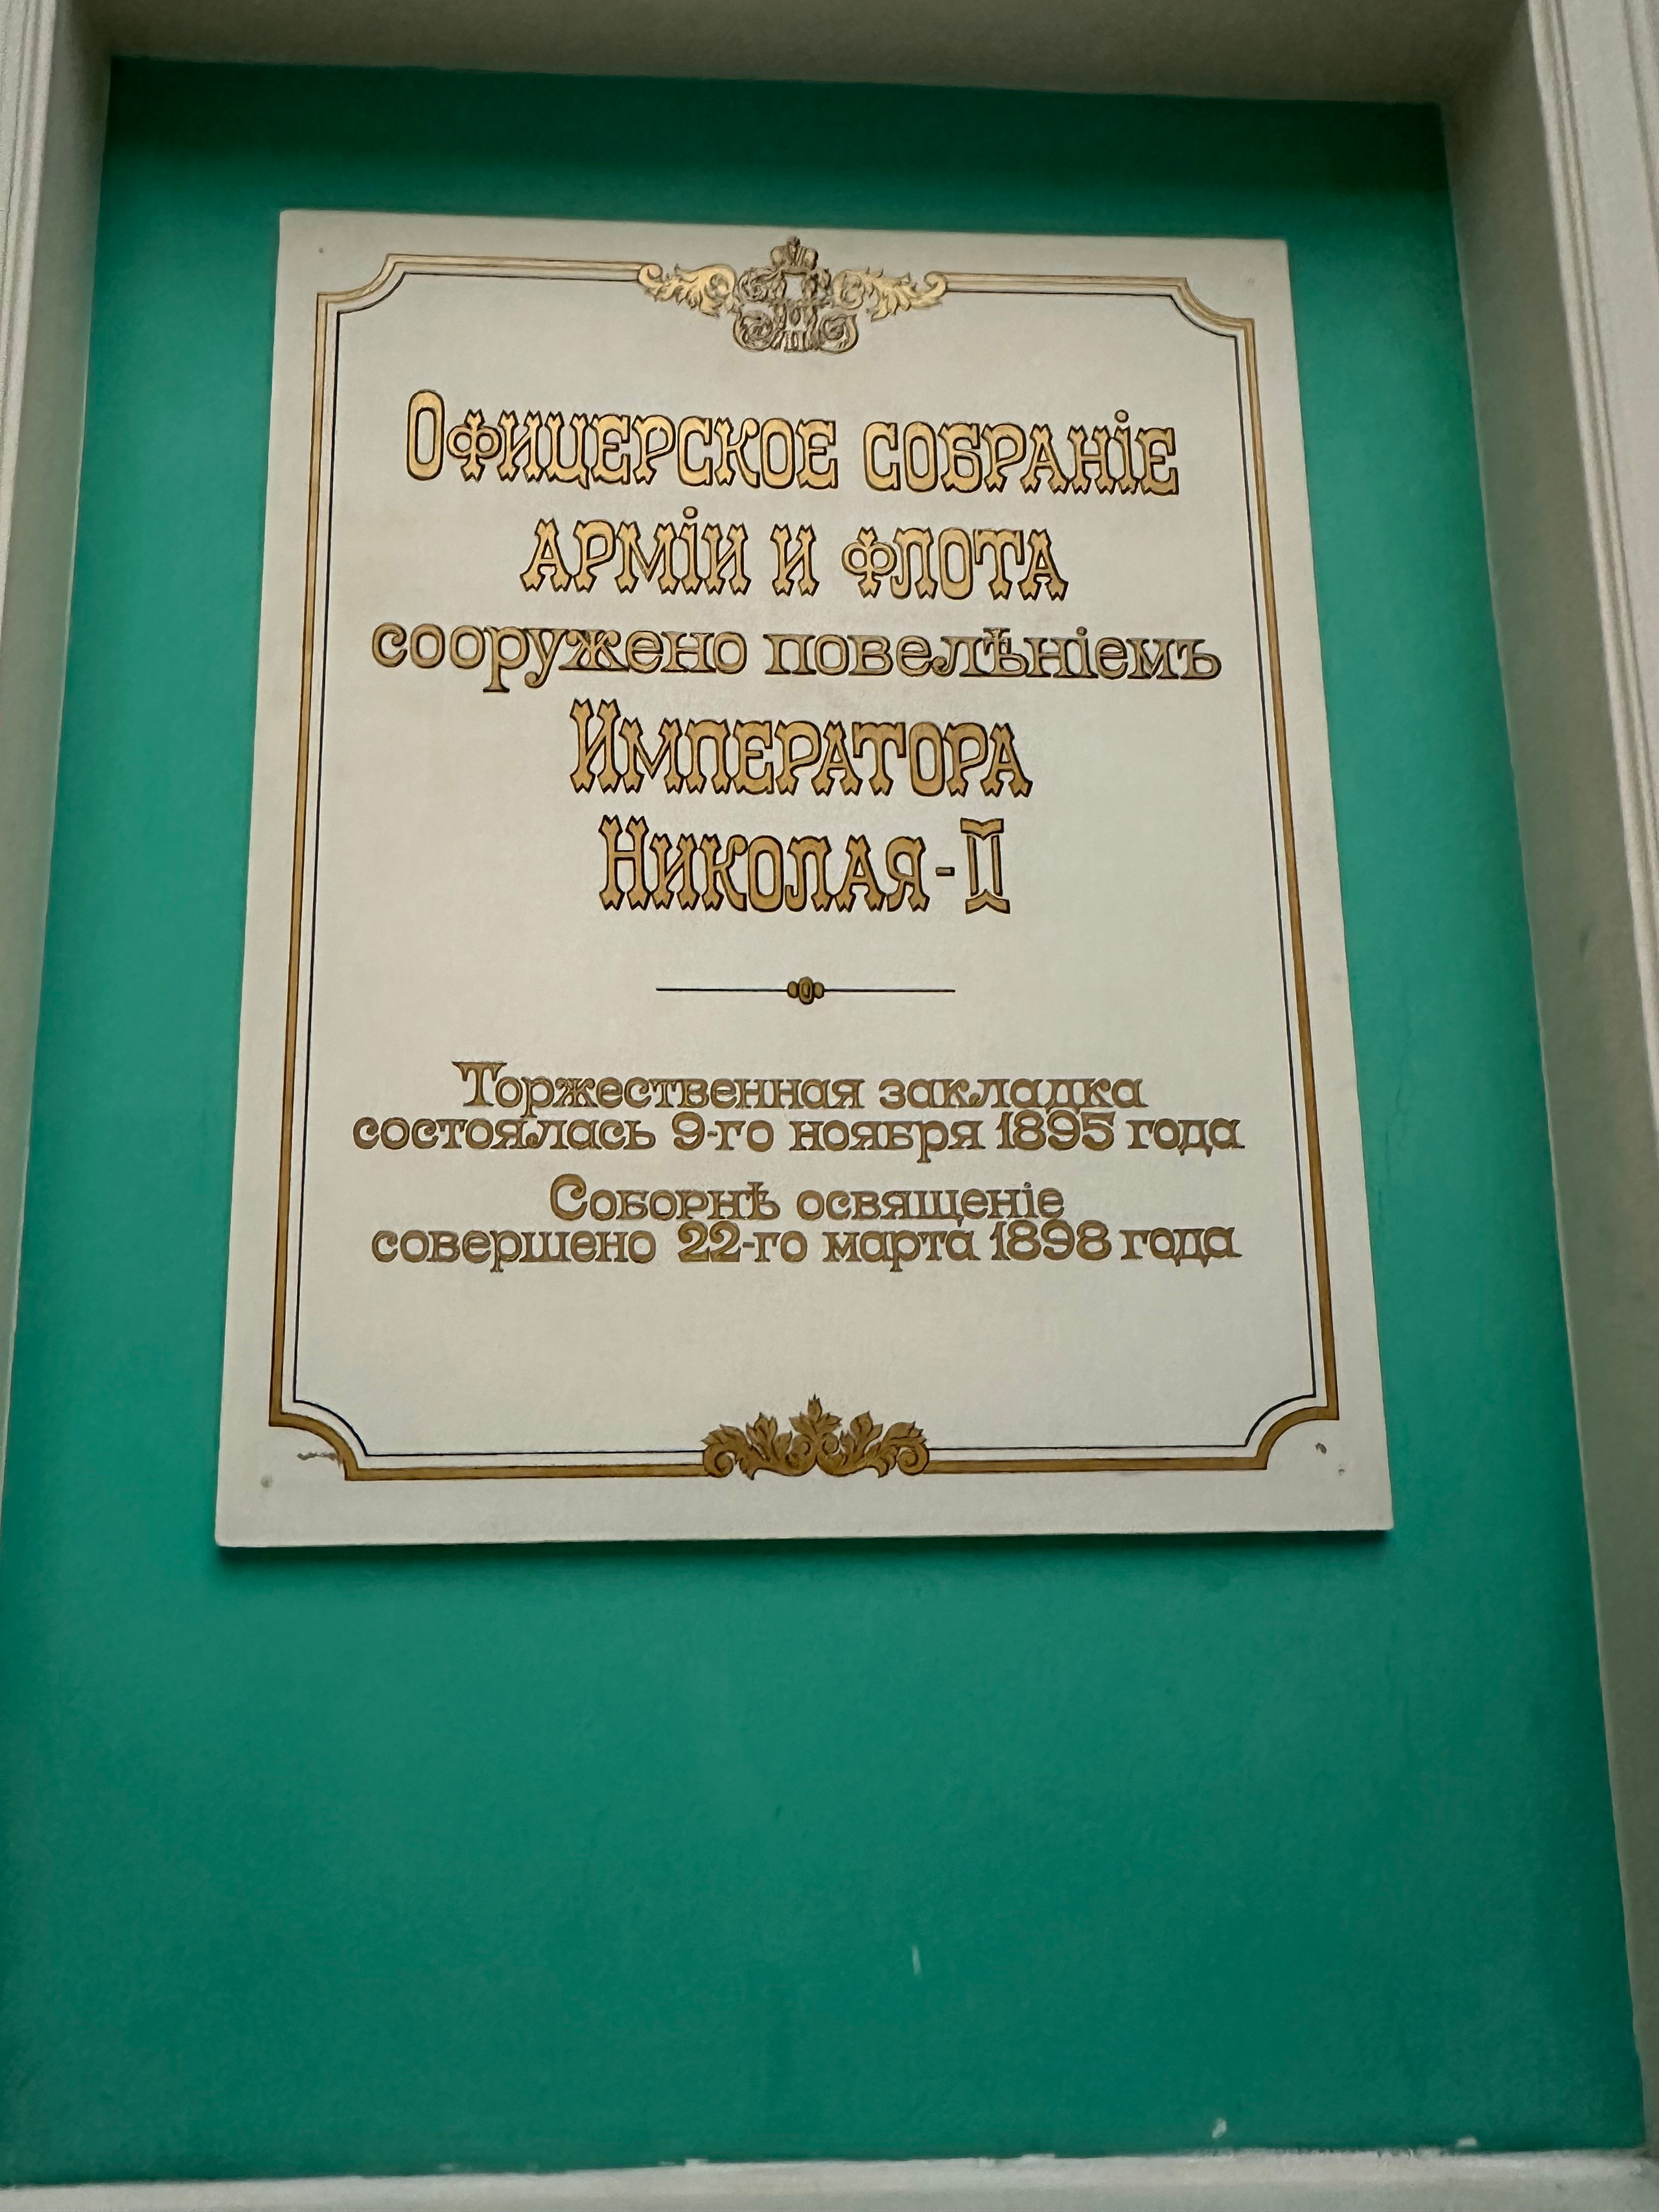 Офицерское собраніе
арміи и флота
сооружено повелѣніемъ
Императора
Николая-II
Торжественная закладка
состоялась 9-го ноября 1895 года
Соборнѣ освященіе
совершено 22-го марта 1898 года